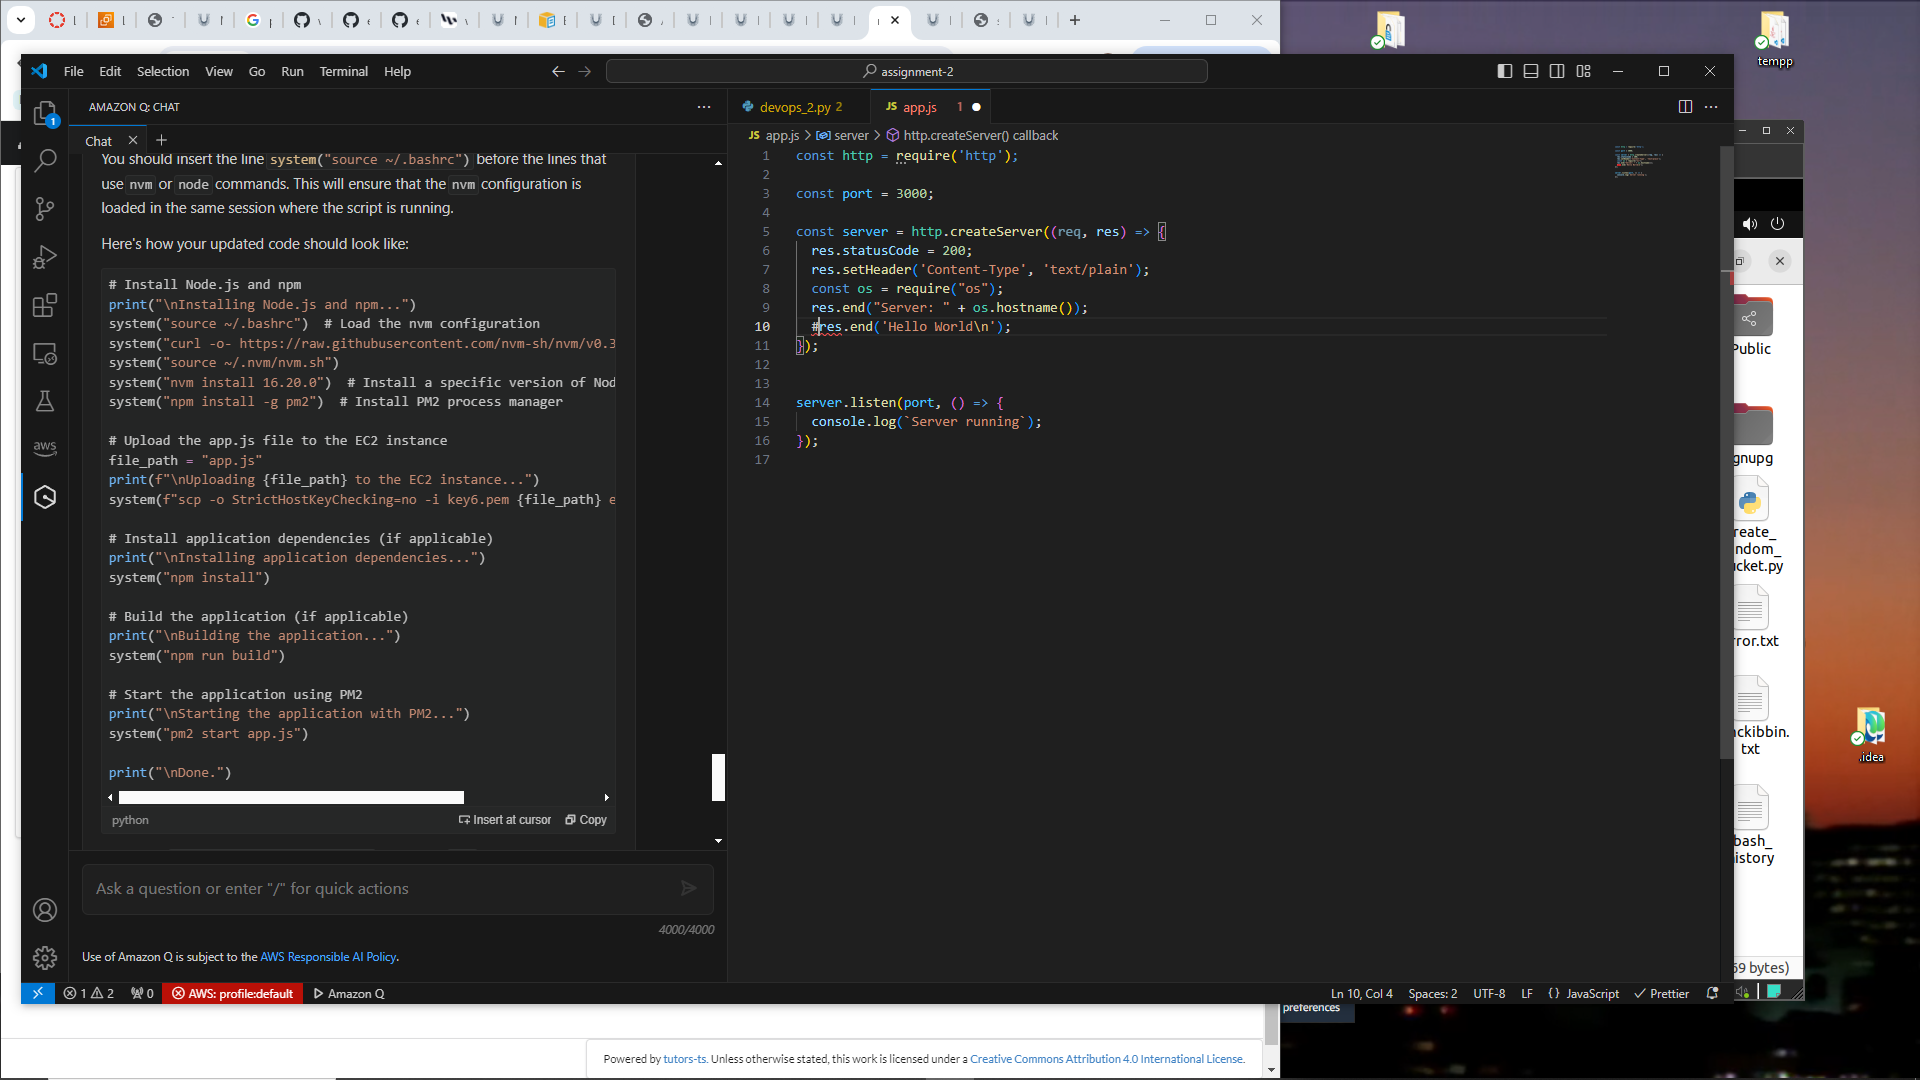 File Edit Selection View Go Run Terminal Help
assignment-2
tempp
AMAZON Q: CHAT
Chat
You should insert the line system("source ~/.bashrc") before the lines that
use nvm or node commands. This will ensure that the nvm configuration is
loaded in the same session where the script is running.
Here's how your updated code should look like:
# Install Node.js and npm
print("\nInstalling Node.js and npm...")
system("source ~/.bashrc")  # Load the nvm configuration
system("curl -o- https://raw.githubusercontent.com/nvm-sh/nvm/v0.3
system("source ~/.nvm/nvm.sh")
system("nvm install 16.20.0")  # Install a specific version of Nod
system("npm install -g pm2")  # Install PM2 process manager
# Upload the app.js file to the EC2 instance
file_path = "app.js"
print(f"\nUploading {file_path} to the EC2 instance...")
system(f"scp -o StrictHostKeyChecking=no -i key6.pem {file_path} e
# Install application dependencies (if applicable)
print("\nInstalling application dependencies...")
system("npm install")
# Build the application (if applicable)
print("\nBuilding the application...")
system("npm run build")
# Start the application using PM2
print("\nStarting the application with PM2...")
system("pm2 start app.js")
print("\nDone.")
python
Insert at cursor Copy
Ask a question or enter "/" for quick actions
4000/4000
Use of Amazon Q is subject to the AWS Responsible AI Policy.
aws
1
devops_2.py 2
JS app.js 1
JS app.js > server > http.createServer() callback
1 const http = require('http');
2
3 const port = 3000;
4
5 const server = http.createServer((req, res) => {
6 res.statusCode = 200;
7 res.setHeader('Content-Type', 'text/plain');
8 const os = require("os");
9 res.end("Server: " + os.hostname());
10 #res.end('Hello World\n');
11 });
12
13
14 server.listen(port, () => {
15 console.log(`Server running`);
16 });
17
1 2 0 AWS: profile:default Amazon Q
Ln 10, Col 4 Spaces: 2 UTF-8 LF {} JavaScript Prettier
Public
gnupg
reate_
ndom_
cket.py
ror.txt
ckibbin.
txt
bash_
istory
59 bytes)
preferences
.idea
Powered by tutors-ts. Unless otherwise stated, this work is licensed under a Creative Commons Attribution 4.0 International License.